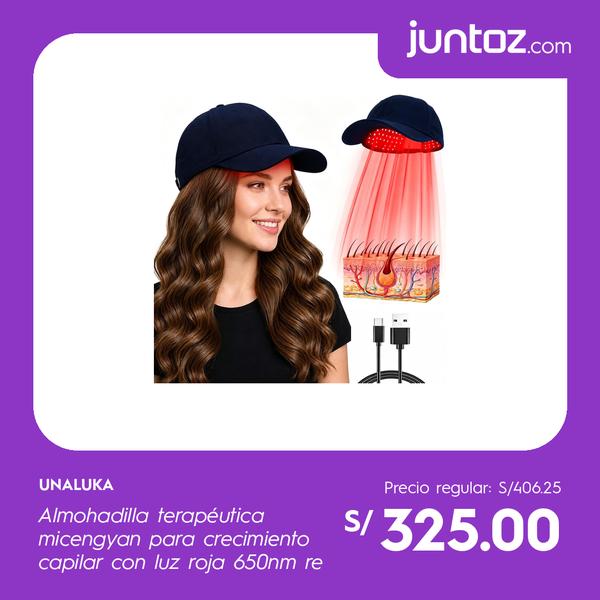 juntoz.com
UNALUKA
Almohadilla terapéutica
micengyan para crecimiento
capilar con luz roja 650nm re
Precio regular: S/406.25
S/ 325.00